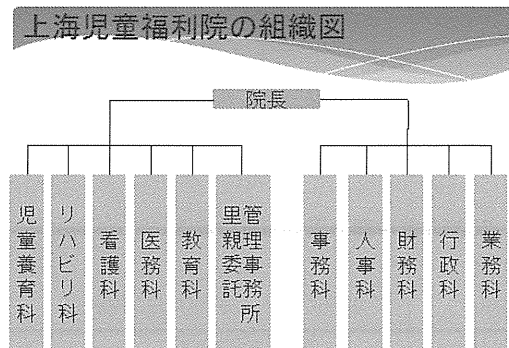 上海児童福利院の組織図
院長
児童養育科
リハビリ科
看護科
医務科
教育科
管理事務所
里親委託
事務科
人事科
財務科
行政科
業務科